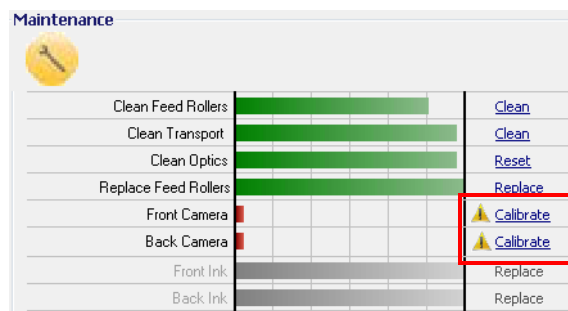 Maintenance
Clean Feed Rollers Clean
Clean Transport Clean
Clean Optics Reset
Replace Feed Rollers Replace
Front Camera Calibrate
Back Camera Calibrate
Front Ink Replace
Back Ink Replace